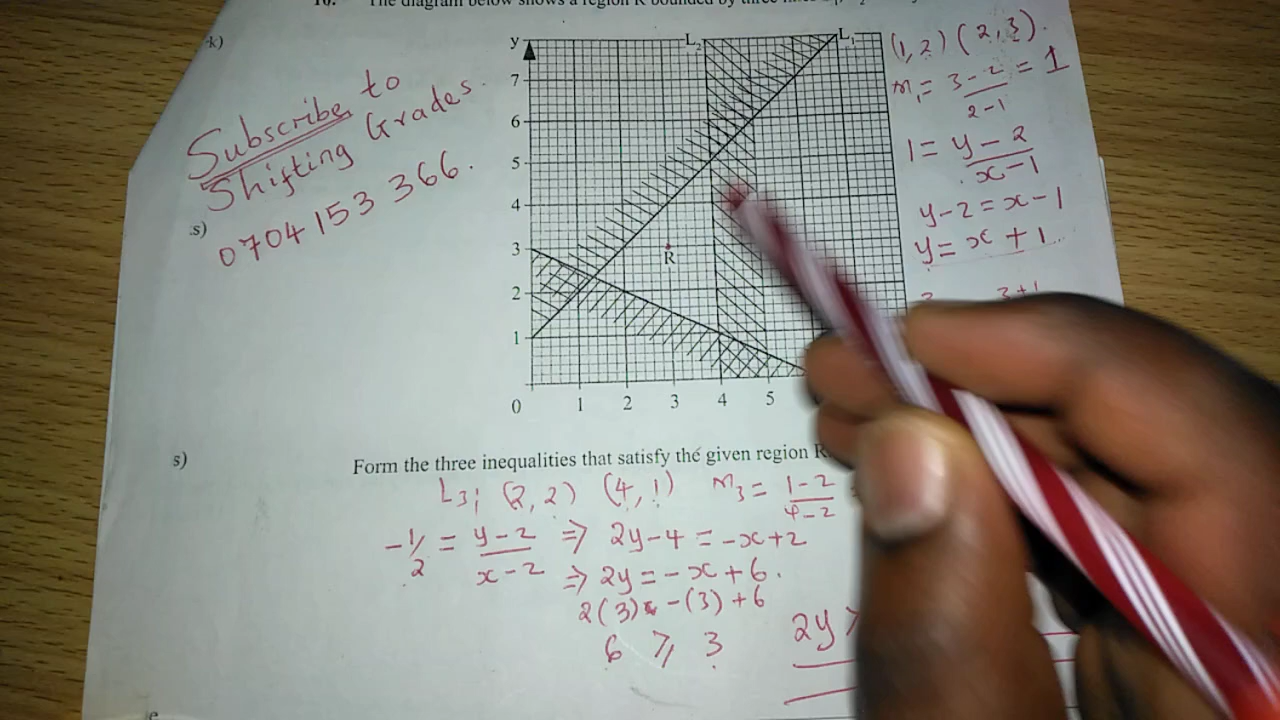 10. The diagram below shows a region R bounded by three lines
k)
Subscribe to
Shifting Grades.
0704 153 366.
s)
y
L₂
L₁
7
6
5
4
3
2
1
R
0 1 2 3 4 5
(1,2) (2,3).
m₁ = 3-2 = 1
2-1
1 = y-2
x-1
y-2 = x-1
y = x+1
3+1
s)
Form the three inequalities that satisfy the given region R
L₃; (2,2) (4,1) m₃ = 1-2
4-2
-1/2 = y-2 ⇒ 2y-4 = -x+2
x-2 ⇒ 2y = -x+6.
2(3) -(3)+6
6 ⩾ 3
2y
e